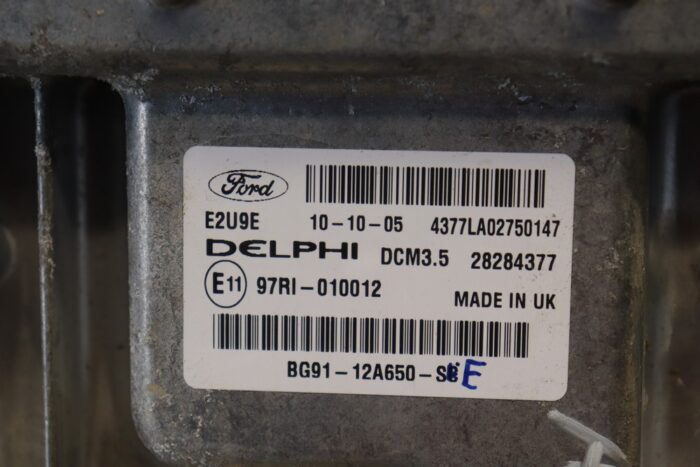 Ford
E2U9E 10-10-05 4377LA02750147
DELPHI DCM3.5 28284377
E11 97RI-010012 MADE IN UK
BG91-12A650-S E